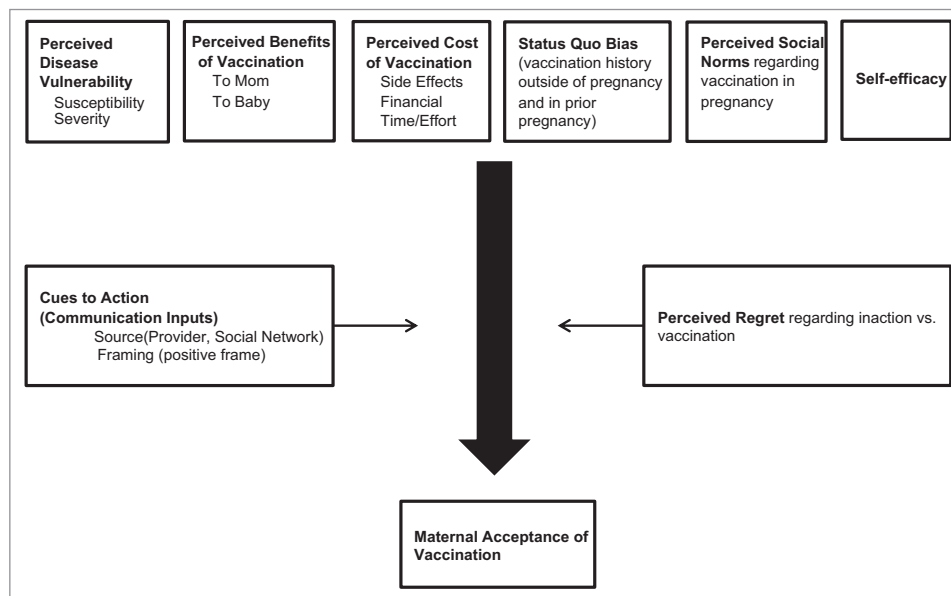 Perceived
Disease
Vulnerability
Susceptibility
Severity
Perceived Benefits
of Vaccination
To Mom
To Baby
Perceived Cost
of Vaccination
Side Effects
Financial
Time/Effort
Status Quo Bias
(vaccination history
outside of pregnancy
and in prior
pregnancy)
Perceived Social
Norms regarding
vaccination in
pregnancy
Self-efficacy
Cues to Action
(Communication Inputs)
Source(Provider, Social Network)
Framing (positive frame)
Perceived Regret regarding inaction vs.
vaccination
Maternal Acceptance of
Vaccination